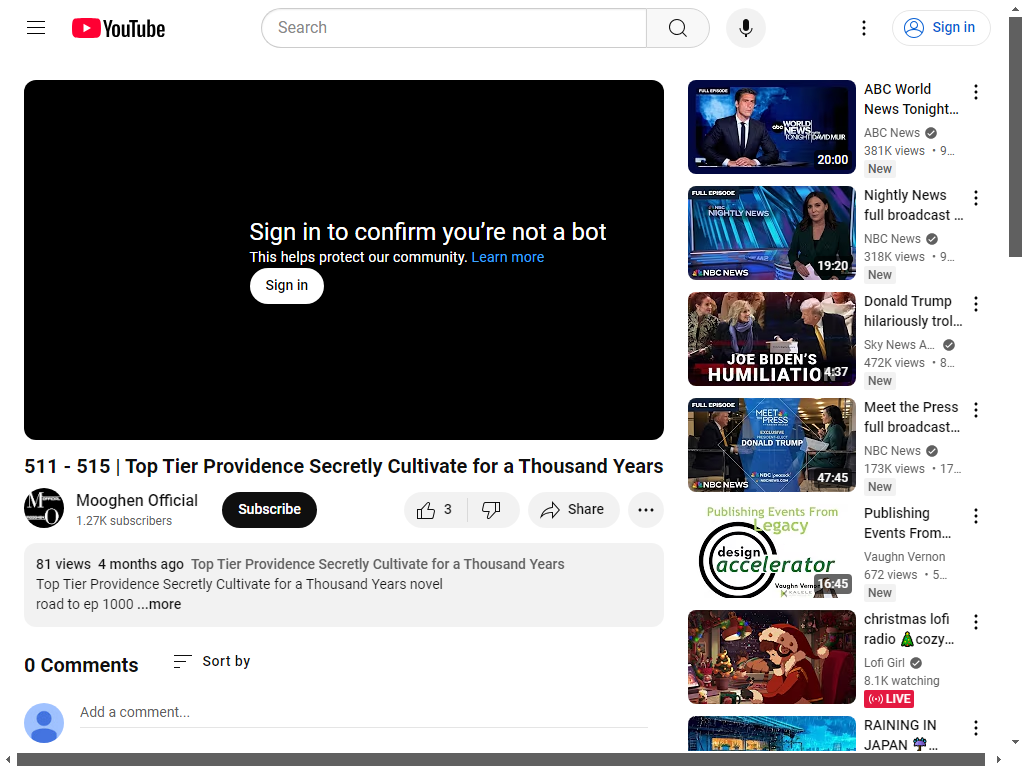 YouTube
Search
Sign in
Sign in to confirm you’re not a bot
This helps protect our community. Learn more
Sign in
511 - 515 | Top Tier Providence Secretly Cultivate for a Thousand Years
Mooghen Official
1.27K subscribers
Subscribe
3
Share
81 views 4 months ago Top Tier Providence Secretly Cultivate for a Thousand Years
Top Tier Providence Secretly Cultivate for a Thousand Years novel
road to ep 1000 ...more
0 Comments
Sort by
Add a comment...
FULL EPISODE
abc WORLD NEWS TONIGHT DAVID MUIR
20:00
ABC World
News Tonight...
ABC News
381K views • 9...
New
FULL EPISODE
NIGHTLY NEWS
NBC NEWS
19:20
Nightly News
full broadcast ...
NBC News
318K views • 9...
New
JOE BIDEN'S
HUMILIATION
4:37
Donald Trump
hilariously trol...
Sky News A...
472K views • 8...
New
FULL EPISODE
MEET THE PRESS
EXCLUSIVE
PRESIDENT-ELECT
DONALD TRUMP
NBC peacock
NBCNEWS.COM
NBC NEWS
47:45
Meet the Press
full broadcast...
NBC News
173K views • 17...
New
Publishing Events From
Legacy
design
accelerator
Vaughn Vernon
KALELE
16:45
Publishing
Events From...
Vaughn Vernon
672 views • 5...
New
christmas lofi
radio 🎄cozy...
Lofi Girl
8.1K watching
LIVE
RAINING IN
JAPAN ☔...